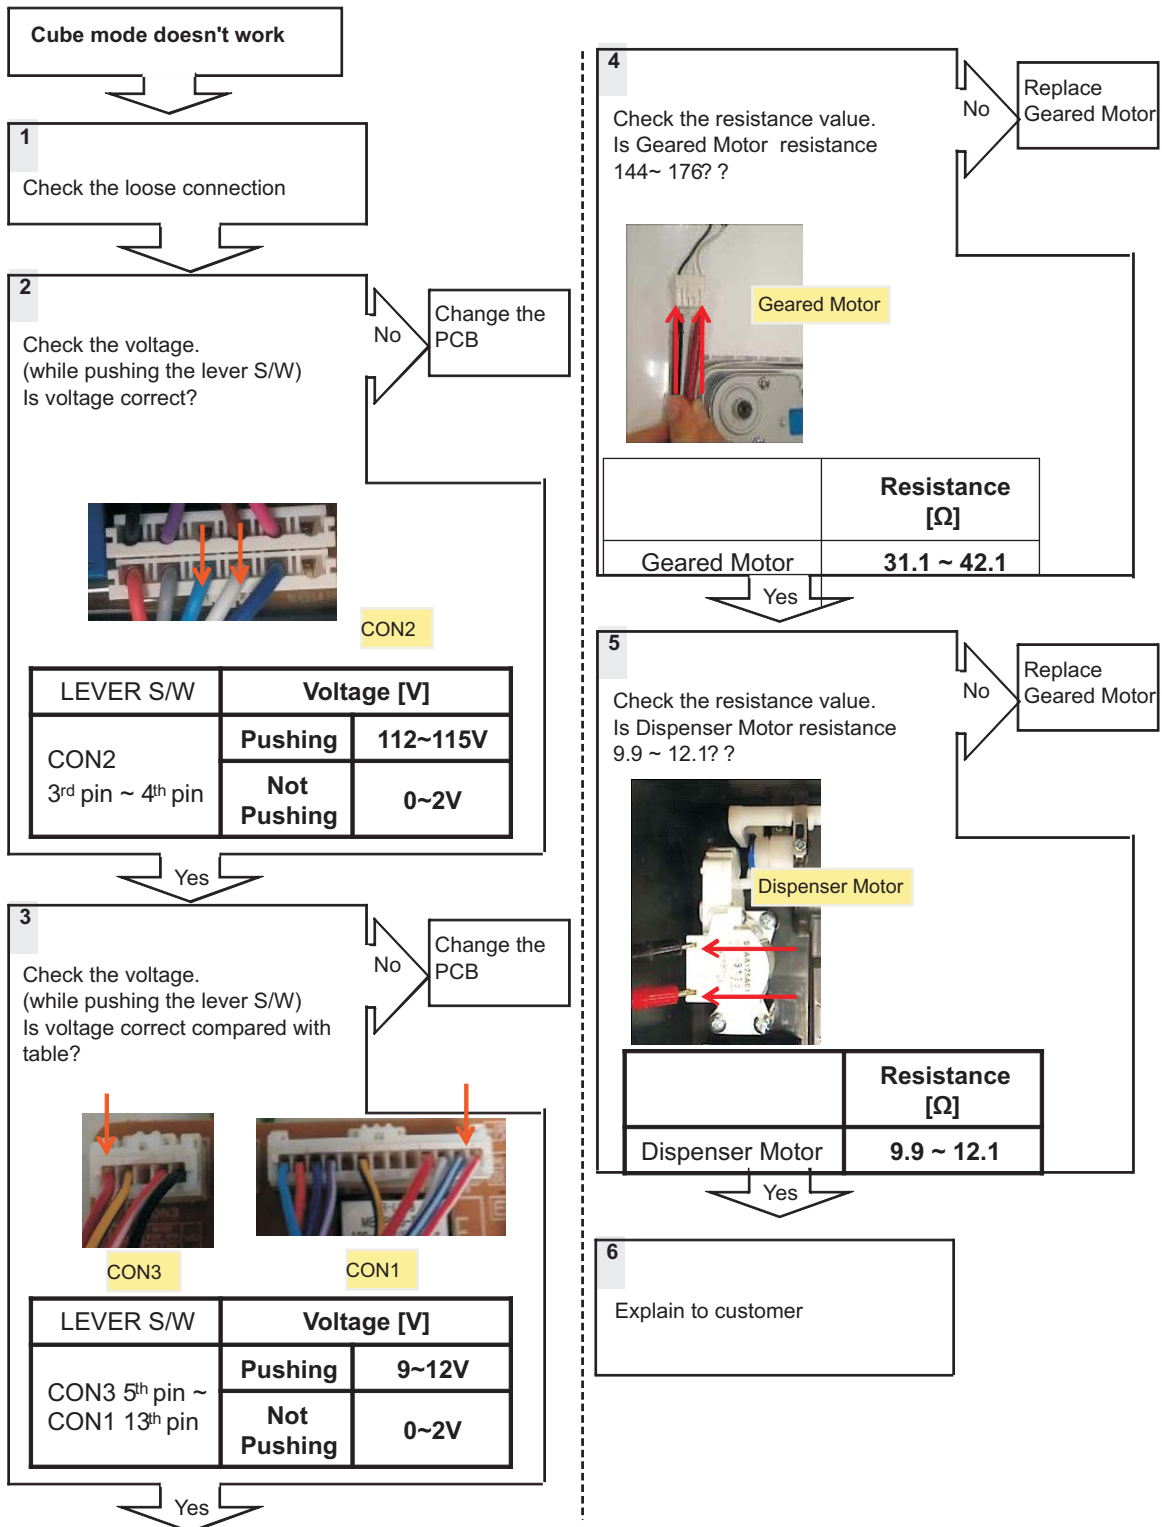 Cube mode doesn't work
1
Check the loose connection
2
Check the voltage.
(while pushing the lever S/W)
Is voltage correct?
No
Change the
PCB
CON2
LEVER S/W
Voltage [V]
CON2
3rd pin ~ 4th pin
Pushing
112~115V
Not
Pushing
0~2V
Yes
3
Check the voltage.
(while pushing the lever S/W)
Is voltage correct compared with
table?
No
Change the
PCB
CON3
CON1
LEVER S/W
Voltage [V]
CON3 5th pin ~
CON1 13th pin
Pushing
9~12V
Not
Pushing
0~2V
Yes
4
Check the resistance value.
Is Geared Motor resistance
144~ 176? ?
No
Replace
Geared Motor
Geared Motor
Resistance
[Ω]
Geared Motor
31.1 ~ 42.1
Yes
5
Check the resistance value.
Is Dispenser Motor resistance
9.9 ~ 12.1? ?
No
Replace
Geared Motor
Dispenser Motor
Resistance
[Ω]
Dispenser Motor
9.9 ~ 12.1
Yes
6
Explain to customer